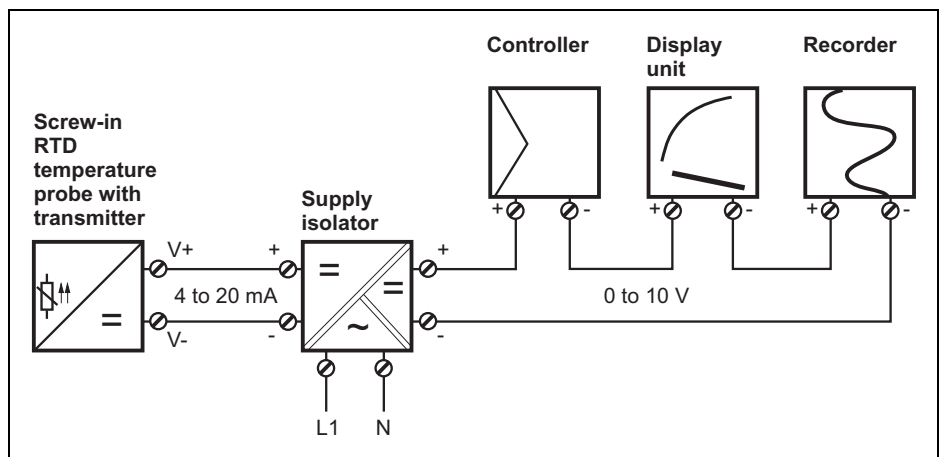 Controller
Display
unit
Recorder
Screw-in
RTD
temperature
probe with
transmitter
Supply
isolator
+ -
+ -
+ -
V+
+
+
4 to 20 mA
0 to 10 V
V-
-
-
L1
N